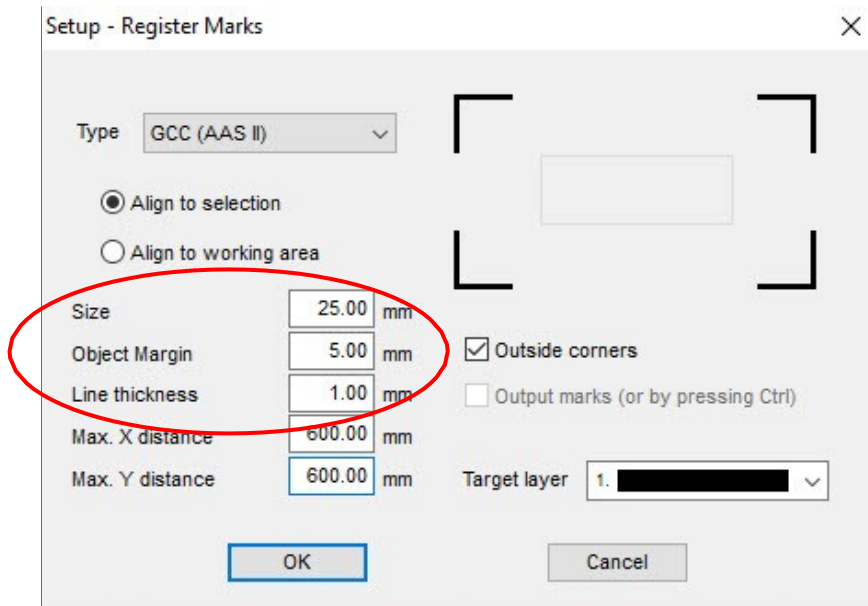 Setup - Register Marks
Type GCC (AAS II)
Align to selection
Align to working area
Size 25.00 mm
Object Margin 5.00 mm
Outside corners
Line thickness 1.00 mm
Output marks (or by pressing Ctrl)
Max. X distance 600.00 mm
Max. Y distance 600.00 mm
Target layer 1.
OK
Cancel